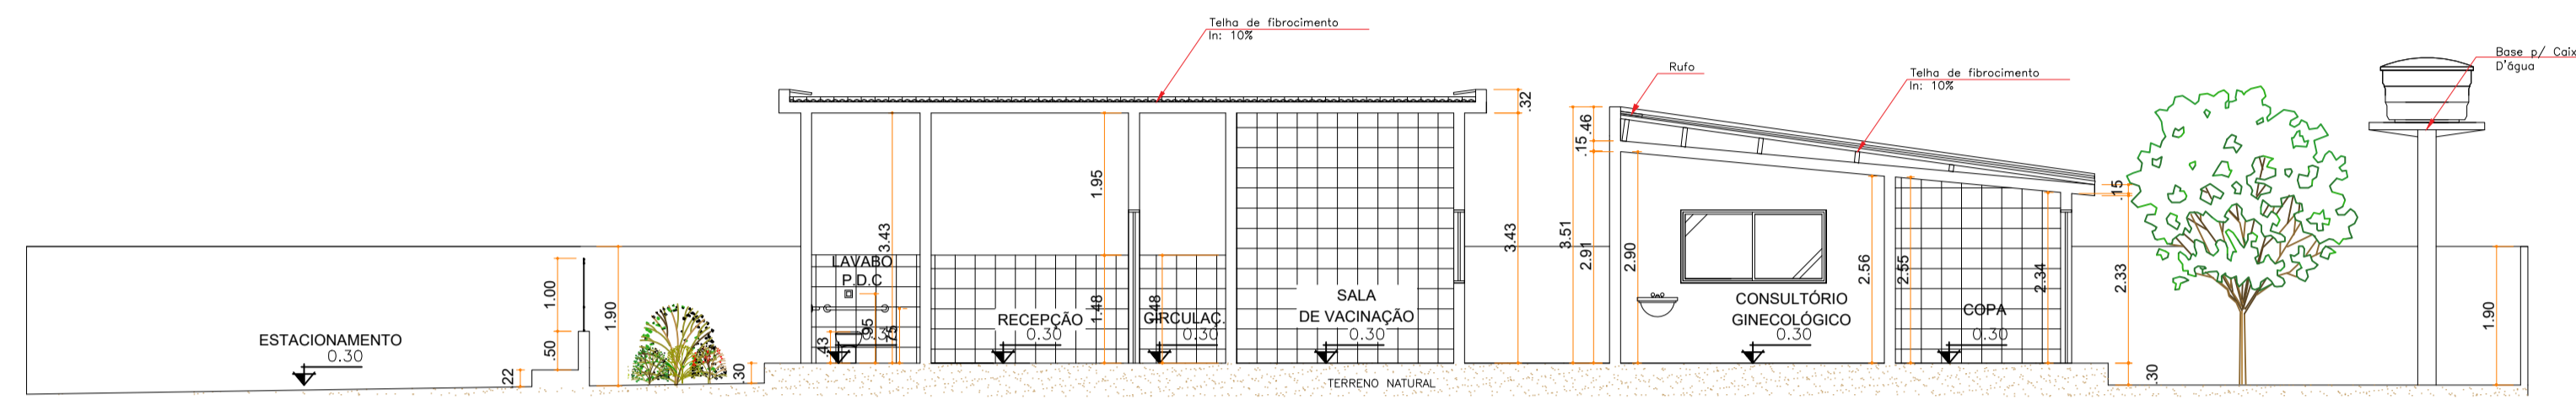 Telha de fibrocimento
In: 10%
Rufo
Telha de fibrocimento
In: 10%
Base p/ Caix
D'água
.32
.46
.15
1.95
3.43
3.43
3.51
2.91
2.90
2.56
2.55
2.34
2.33
.15
1.90
1.00
.50
1.90
.22
.30
.43
.95
.75
1.48
1.48
.30
ESTACIONAMENTO
0.30
LAVABO
P.D.C
0.30
RECEPÇÃO
0.30
CIRCULAÇ.
0.30
SALA
DE VACINAÇÃO
0.30
CONSULTÓRIO
GINECOLÓGICO
0.30
COPA
0.30
TERRENO NATURAL